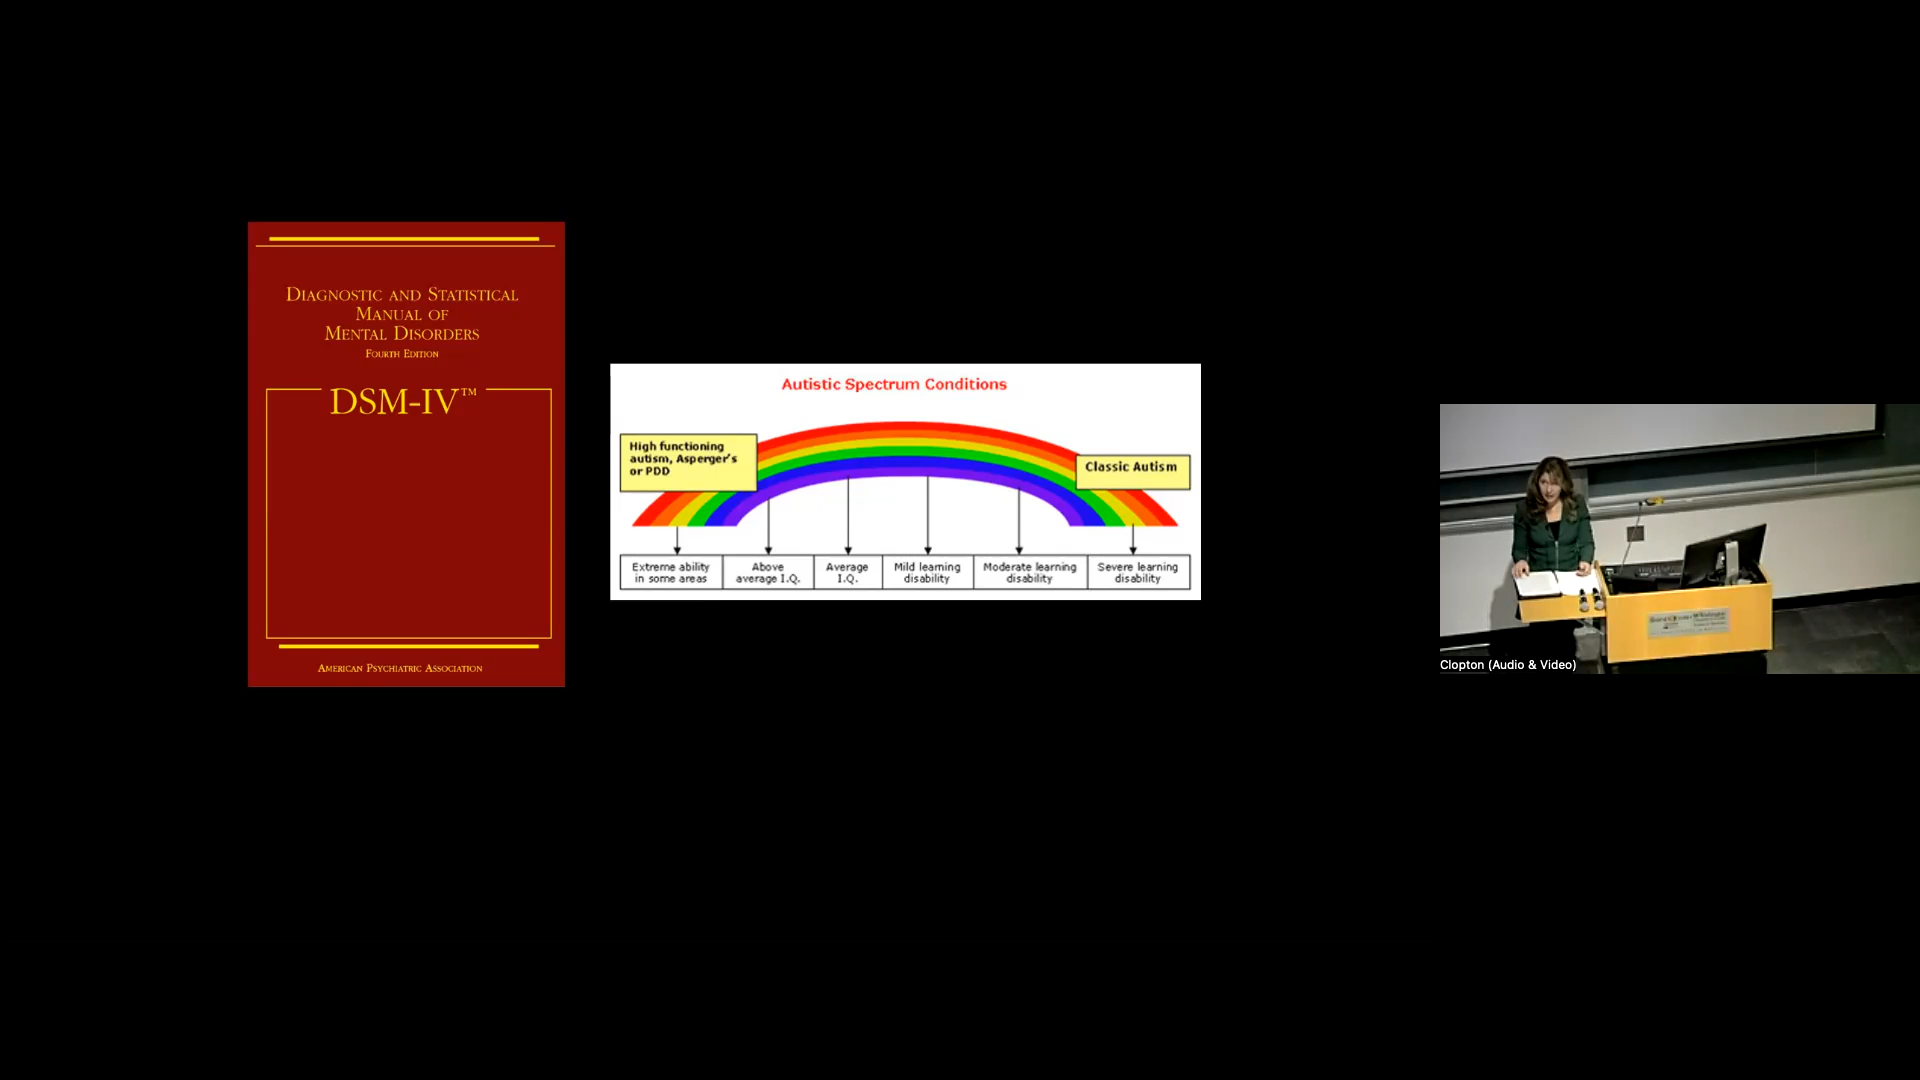 DIAGNOSTIC AND STATISTICAL
MANUAL OF
MENTAL DISORDERS
FOURTH EDITION
DSM-IV™
AMERICAN PSYCHIATRIC ASSOCIATION
Autistic Spectrum Conditions
High functioning
autism, Asperger's
or PDD
Classic Autism
Extreme ability
in some areas
Above
average I.Q.
Average
I.Q.
Mild learning
disability
Moderate learning
disability
Severe learning
disability
Clopton (Audio & Video)